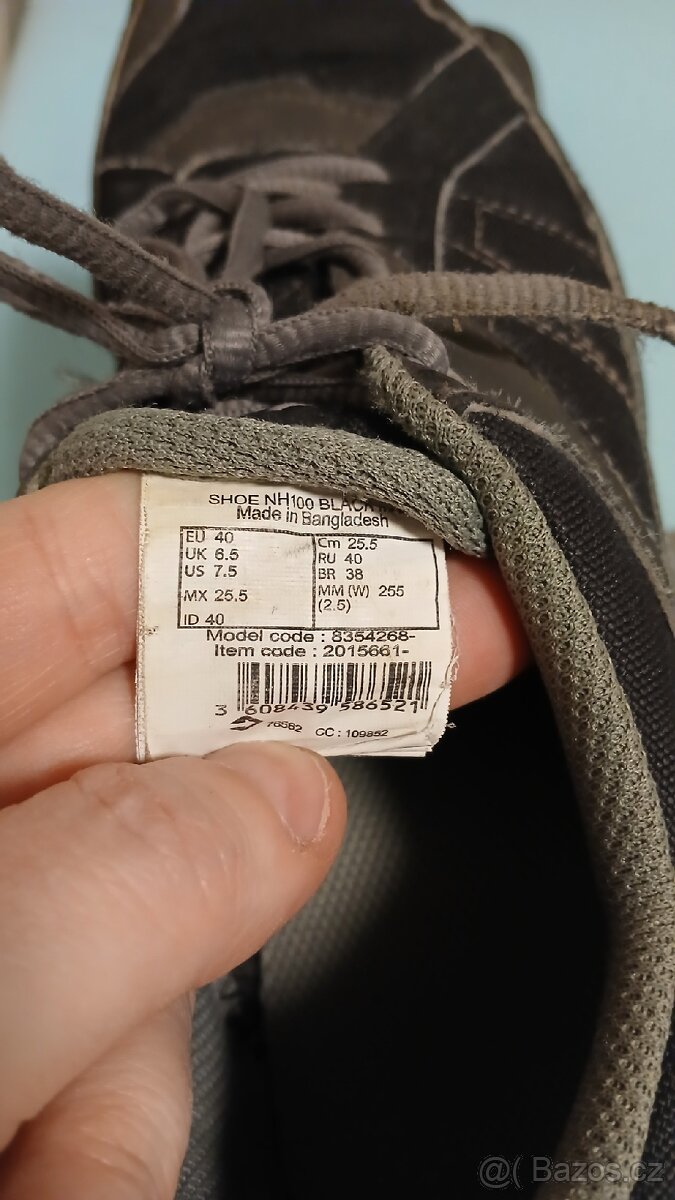 SHOE NH100 BLACK
Made in Bangladesh
EU 40
UK 6.5
US 7.5
MX 25.5
ID 40
Cm 25.5
RU 40
BR 38
MM (W) 255
(2.5)
Model code : 8354268-
Item code : 2015661-
3 608439 586521
76582 CC : 109852
@( Bazos.cz